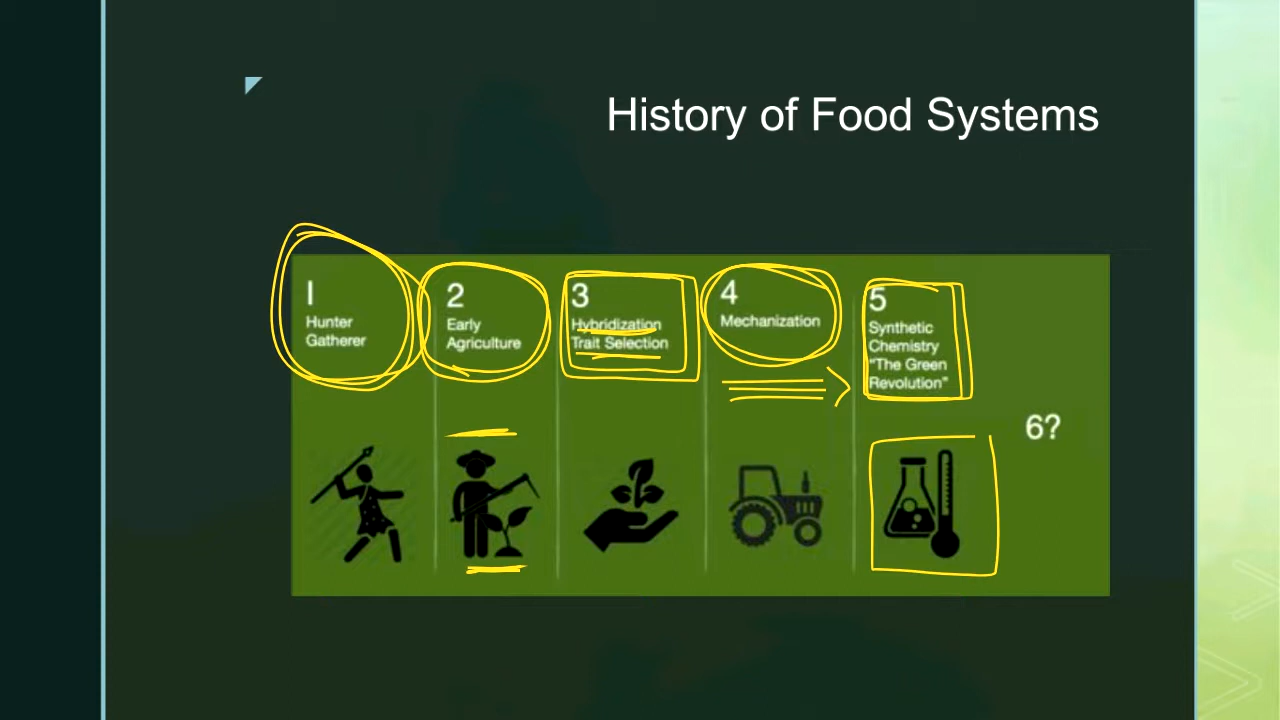 History of Food Systems
1
Hunter
Gatherer
2
Early
Agriculture
3
Hybridization
Trait Selection
4
Mechanization
5
Synthetic
Chemistry
"The Green
Revolution"
6?